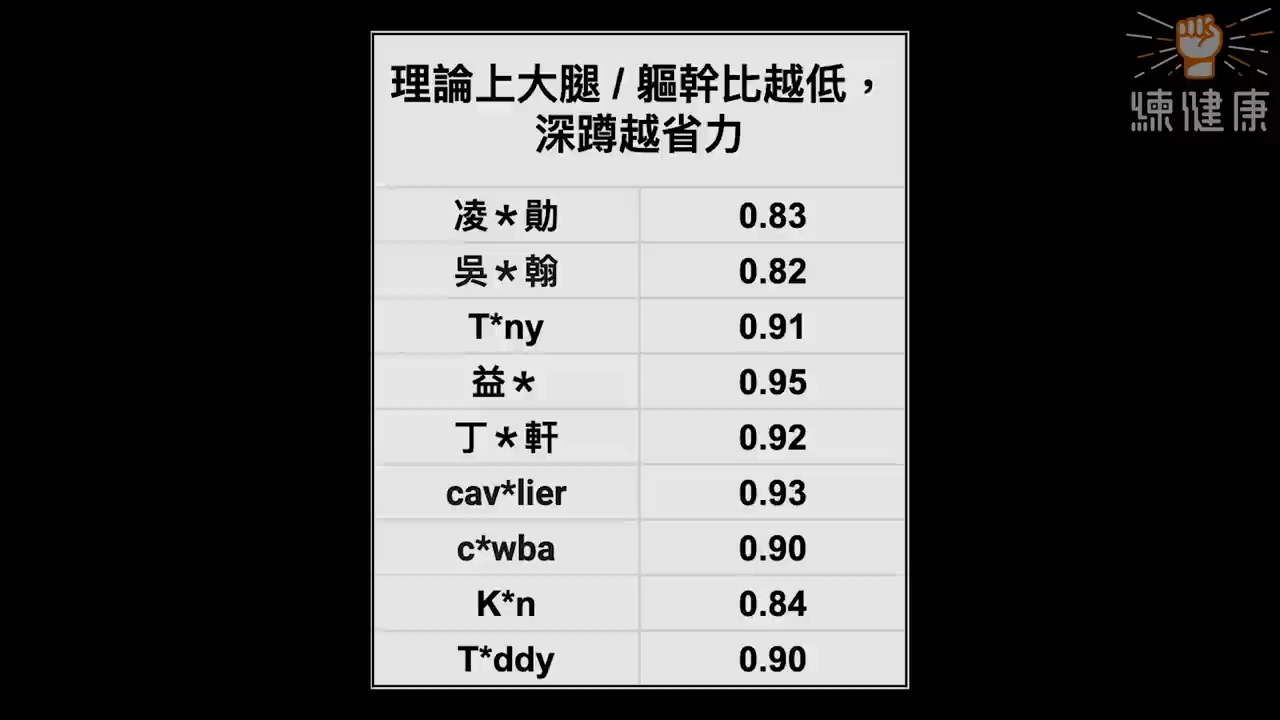 理論上大腿 / 軀幹比越低，
深蹲越省力
凌＊勛 0.83
吳＊翰 0.82
T*ny 0.91
益＊ 0.95
丁＊軒 0.92
cav*lier 0.93
c*wba 0.90
K*n 0.84
T*ddy 0.90
練健康